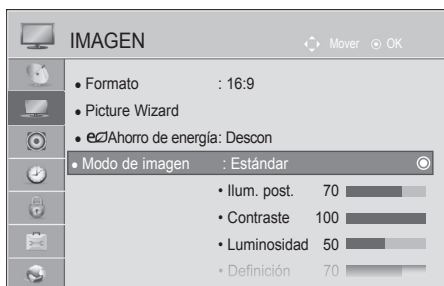 IMAGEN Mover OK
• Formato : 16:9
• Picture Wizard
• Ahorro de energía: Descon
• Modo de imagen : Estándar
• Ilum. post. 70
• Contraste 100
• Luminosidad 50
• Definición 70